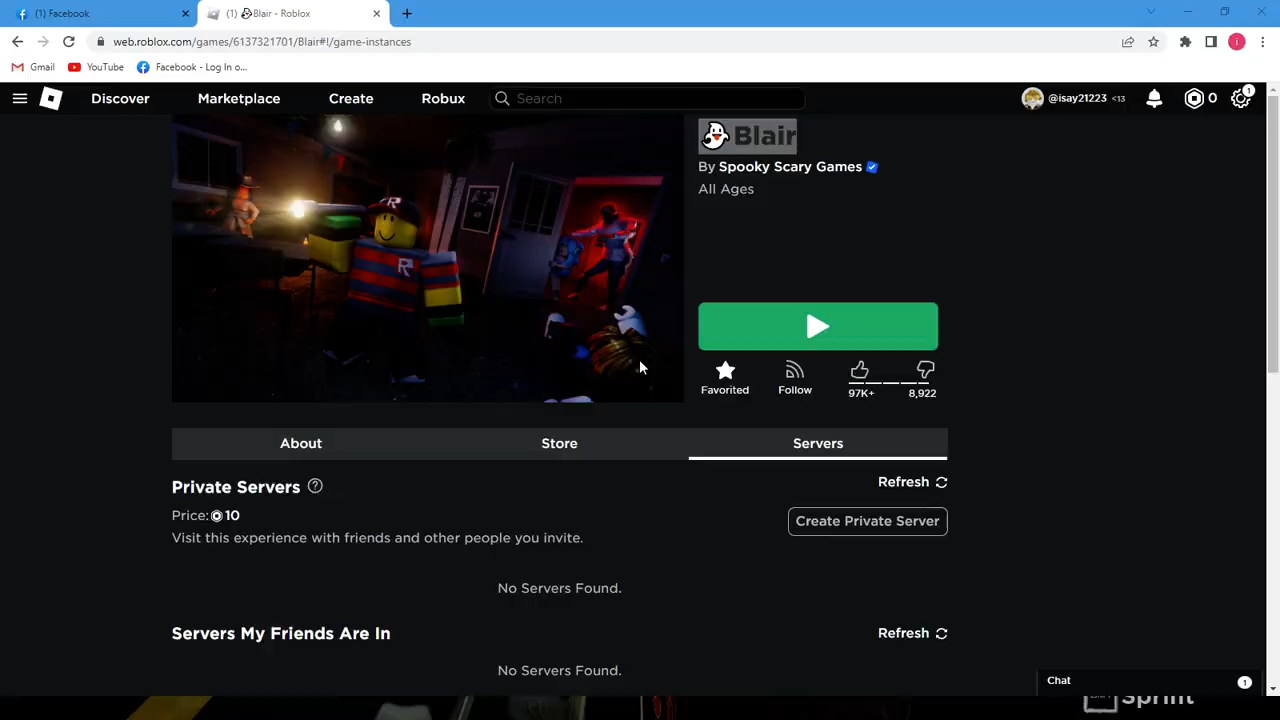 (1) Facebook
(1) Blair - Roblox
web.roblox.com/games/6137321701/Blair#!/game-instances
i
Gmail
YouTube
Facebook - Log In o...
Discover
Marketplace
Create
Robux
Search
@isay21223 <13
0
1
Blair
By Spooky Scary Games
All Ages
R
R
Favorited
Follow
97K+
8,922
About
Store
Servers
Private Servers ?
Refresh
Price: 10
Create Private Server
Visit this experience with friends and other people you invite.
No Servers Found.
Servers My Friends Are In
Refresh
No Servers Found.
Chat
1
Sprint